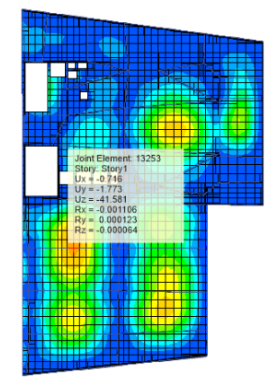 Joint Element: 13253
Story: Story1
Ux = -0.716
Uy = -1.773
Uz = -41.581
Rx = -0.001106
Ry = 0.000123
Rz = -0.000064